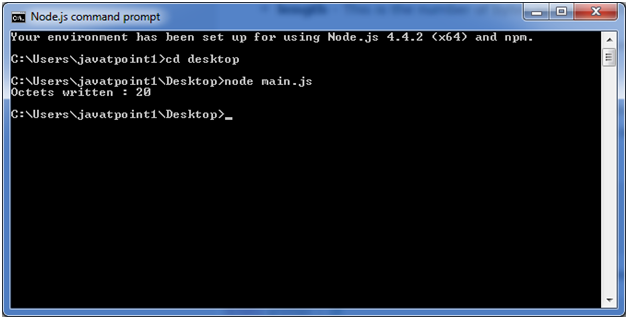 Node.js command prompt
Your environment has been set up for using Node.js 4.4.2 (x64) and npm.
C:\Users\javatpoint1>cd desktop
C:\Users\javatpoint1\Desktop>node main.js
Octets written : 20
C:\Users\javatpoint1\Desktop>_